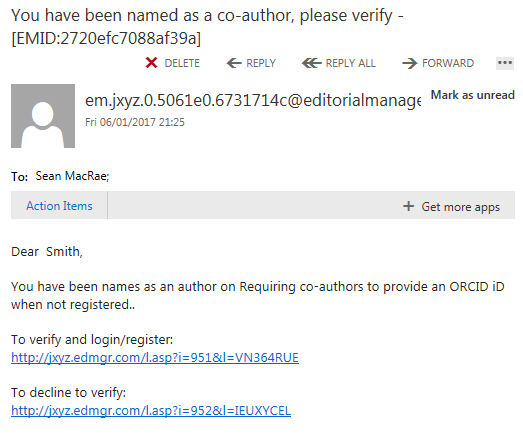 You have been named as a co-author, please verify -
[EMID:2720efc7088af39a]
DELETE REPLY REPLY ALL FORWARD
em.jxyz.0.5061e0.6731714c@editorialmanage Mark as unread
Fri 06/01/2017 21:25
To: Sean MacRae;
Action Items + Get more apps
Dear Smith,
You have been names as an author on Requiring co-authors to provide an ORCID iD
when not registered..
To verify and login/register:
http://jxyz.edmgr.com/l.asp?i=951&l=VN364RUE
To decline to verify:
http://jxyz.edmgr.com/l.asp?i=952&l=IEUXYCEL